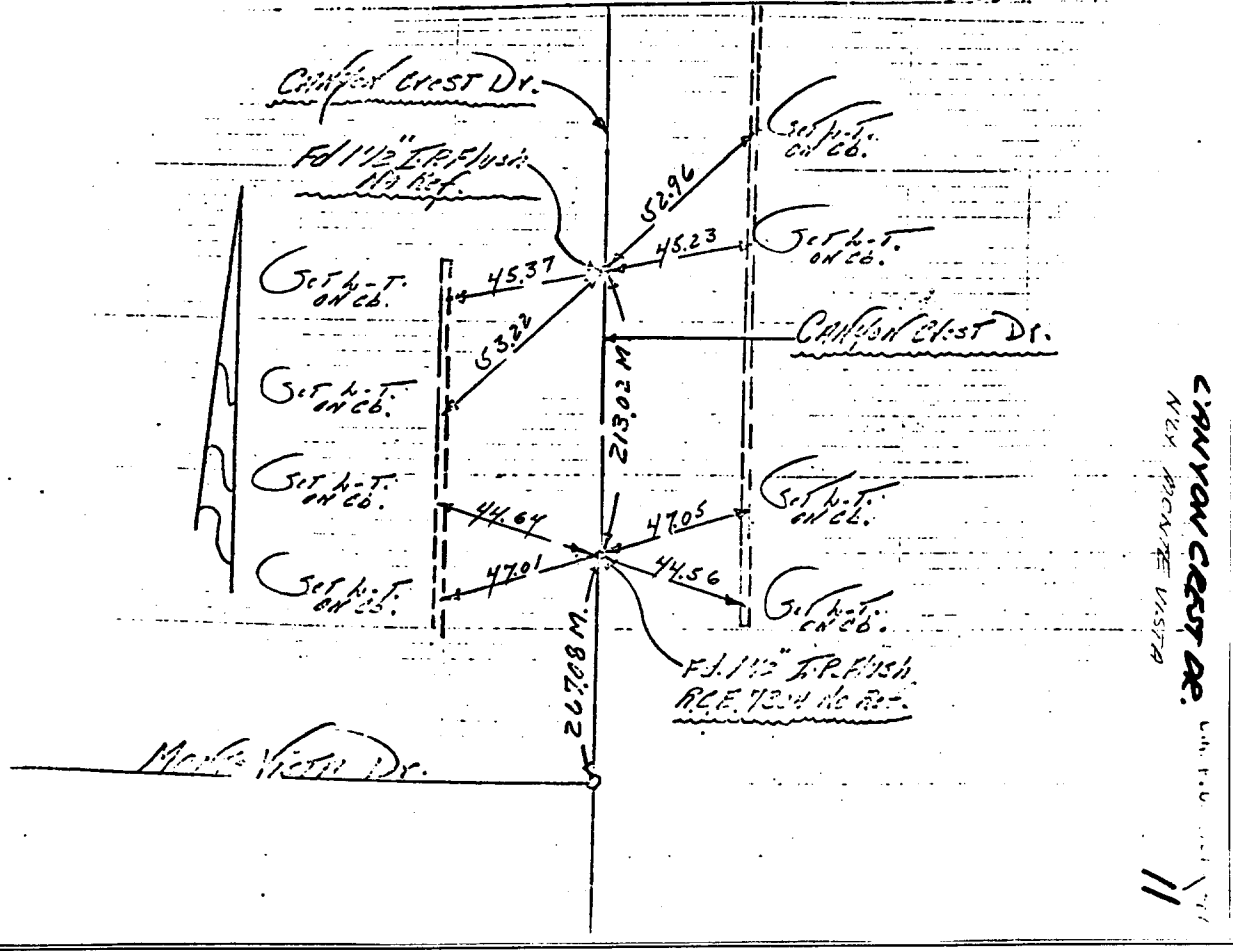 CANYON CREST Dr.
Fd 1 1/2" I.P. Flush
No Ref.
Set L-T.
on Cb.
52.96
45.23
Set L-T.
on Cb.
Set L-T.
on Cb.
45.37
53.22
213.02 M
CANYON CREST Dr.
Set L-T.
on Cb.
Set L-T.
on Cb.
44.64
47.05
Set L-T.
on Cb.
Set L-T.
on Cb.
47.01
44.56
Set L-T.
on Cb.
267.08 M.
Fd. 1 1/2" I.P. Flush
R.C.E. No Ref.
Monte Vista Dr.
CANYON CREST DR.
N'LY MONTE VISTA
11